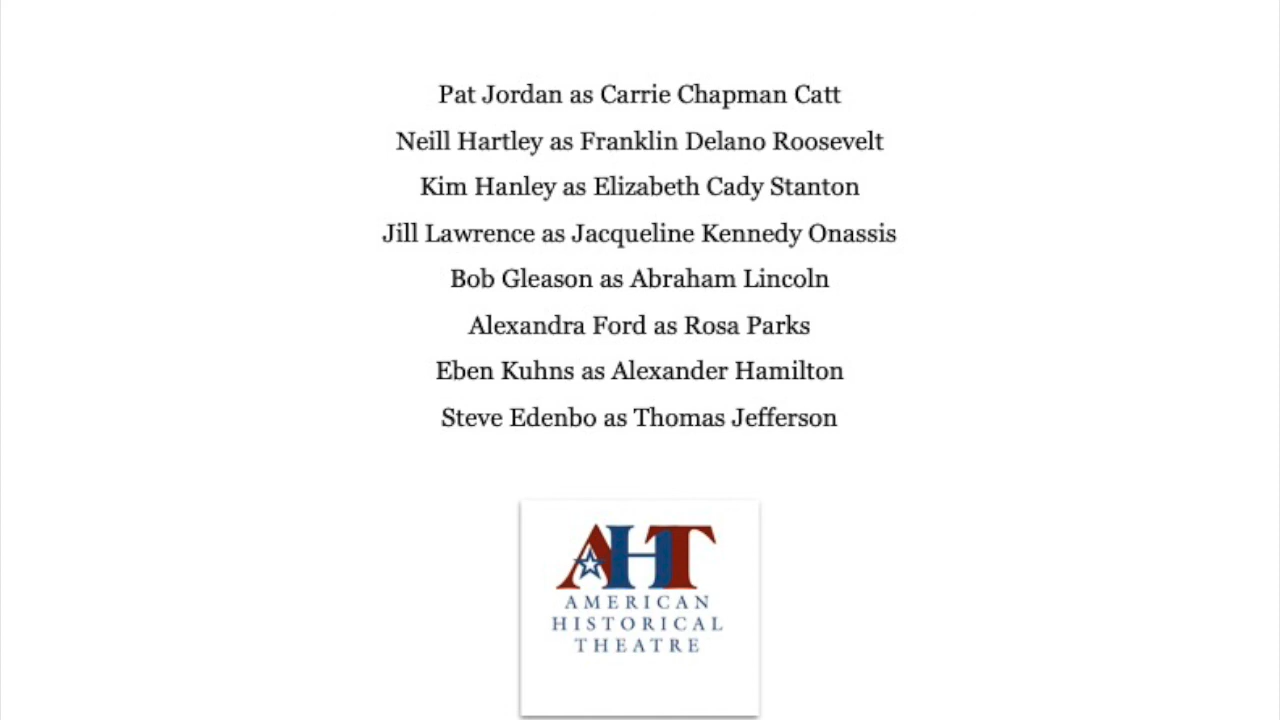 Pat Jordan as Carrie Chapman Catt
Neill Hartley as Franklin Delano Roosevelt
Kim Hanley as Elizabeth Cady Stanton
Jill Lawrence as Jacqueline Kennedy Onassis
Bob Gleason as Abraham Lincoln
Alexandra Ford as Rosa Parks
Eben Kuhns as Alexander Hamilton
Steve Edenbo as Thomas Jefferson
AHT
AMERICAN
HISTORICAL
THEATRE